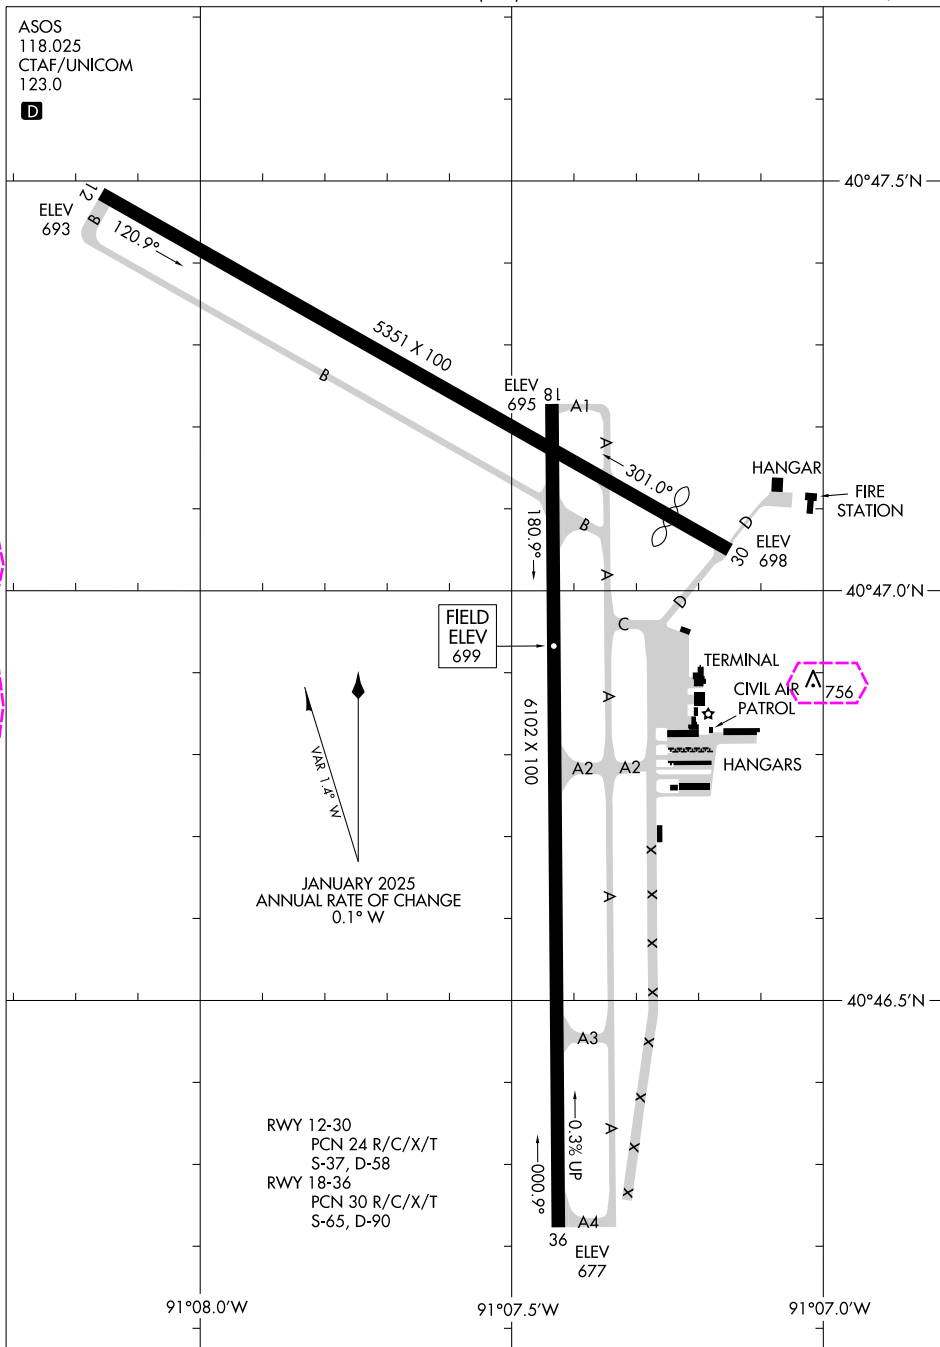 ASOS
118.025
CTAF/UNICOM
123.0
D
40°47.5'N
12
ELEV
693
B
120.9°
5351 X 100
B
ELEV
695
18
A1
A
301.0°
HANGAR
FIRE
STATION
D
B
180.9°
30
ELEV
698
A
40°47.0'N
D
C
FIELD
ELEV
699
TERMINAL
CIVIL AIR
PATROL
756
A
6102 X 100
VAR 1.4° W
A2
A2
HANGARS
X
JANUARY 2025
ANNUAL RATE OF CHANGE
0.1° W
A
X
X
X
40°46.5'N
A3
X
X
0.3% UP
A
X
RWY 12-30
PCN 24 R/C/X/T
S-37, D-58
RWY 18-36
PCN 30 R/C/X/T
S-65, D-90
000.9°
X
A4
36
ELEV
677
91°08.0'W
91°07.5'W
91°07.0'W